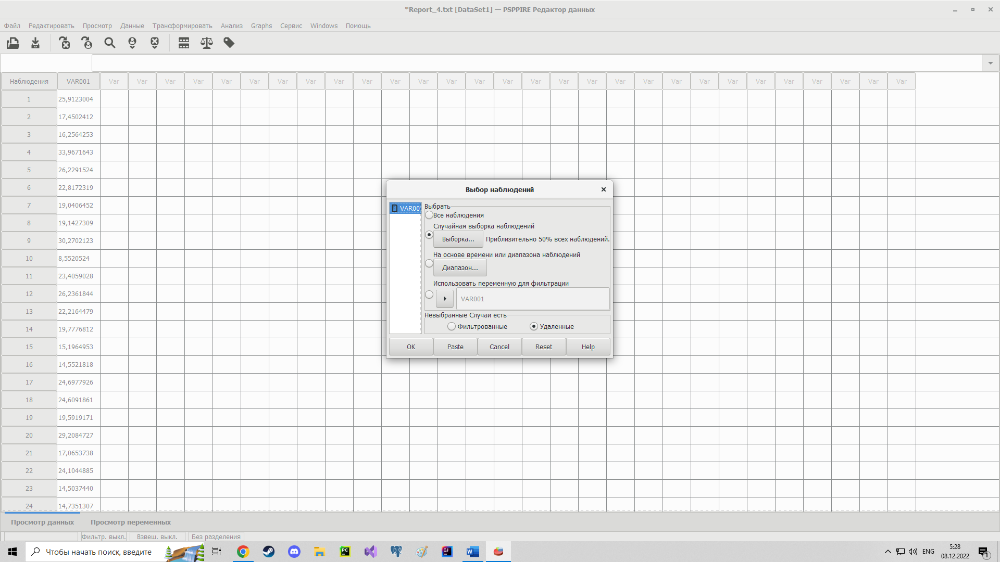 *Report_4.txt [DataSet1] — PSPPIRE Редактор данных
Файл Редактировать Просмотр Данные Трансформировать Анализ Graphs Сервис Windows Помощь
Наблюдения VAR001 Var Var Var Var Var Var Var Var Var Var Var Var Var Var Var Var Var Var Var Var Var Var Var Var Var Var Var Var Var
1 25,9123004
2 17,4502412
3 16,2564253
4 33,9671643
5 26,2291524
6 22,8172319
7 19,0406452
8 19,1427309
9 30,2702123
10 8,5520524
11 23,4059028
12 26,2361844
13 22,2164479
14 19,7776812
15 15,1964953
16 14,5521818
17 24,6977926
18 24,6091861
19 19,5919171
20 29,2084727
21 17,0653738
22 24,1044885
23 14,5037440
24 14,7351307
Выбор наблюдений
VAR001
Выбрать
Все наблюдения
Случайная выборка наблюдений
Выборка... Приблизительно 50% всех наблюдений.
На основе времени или диапазона наблюдений
Диапазон...
Использовать переменную для фильтрации
VAR001
Невыбранные Случаи есть
Фильтрованные Удаленные
OK Paste Cancel Reset Help
Просмотр данных Просмотр переменных
Фильтр. выкл. Взвеш. выкл. Без разделения
Чтобы начать поиск, введите
PC
IJ
W
ENG
5:28
08.12.2022
1